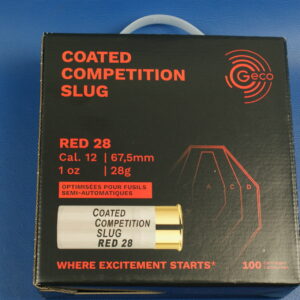 COATED
COMPETITION
SLUG
Geco
RED 28
Cal. 12 | 67,5mm
1 oz | 28g
OPTIMISÉES POUR FUSILS
SEMI-AUTOMATIQUES
A C D
COATED
COMPETITION
SLUG
RED 28
WHERE EXCITEMENT STARTS*
100